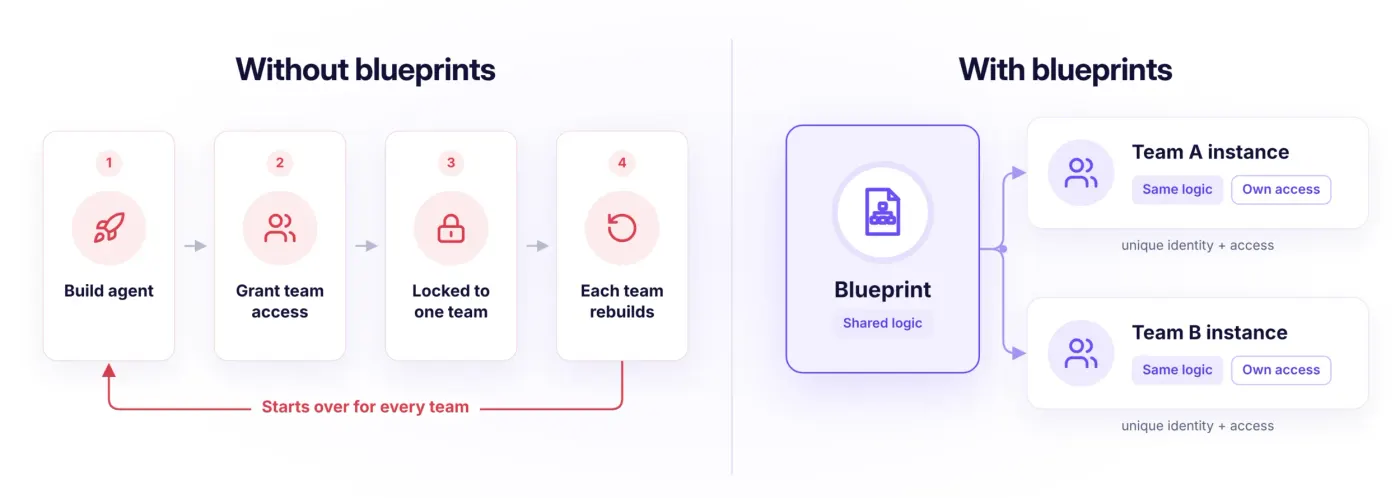 Without blueprints
1
Build agent
2
Grant team
access
3
Locked to
one team
4
Each team
rebuilds
Starts over for every team
With blueprints
Blueprint
Shared logic
Team A instance
Same logic
Own access
unique identity + access
Team B instance
Same logic
Own access
unique identity + access